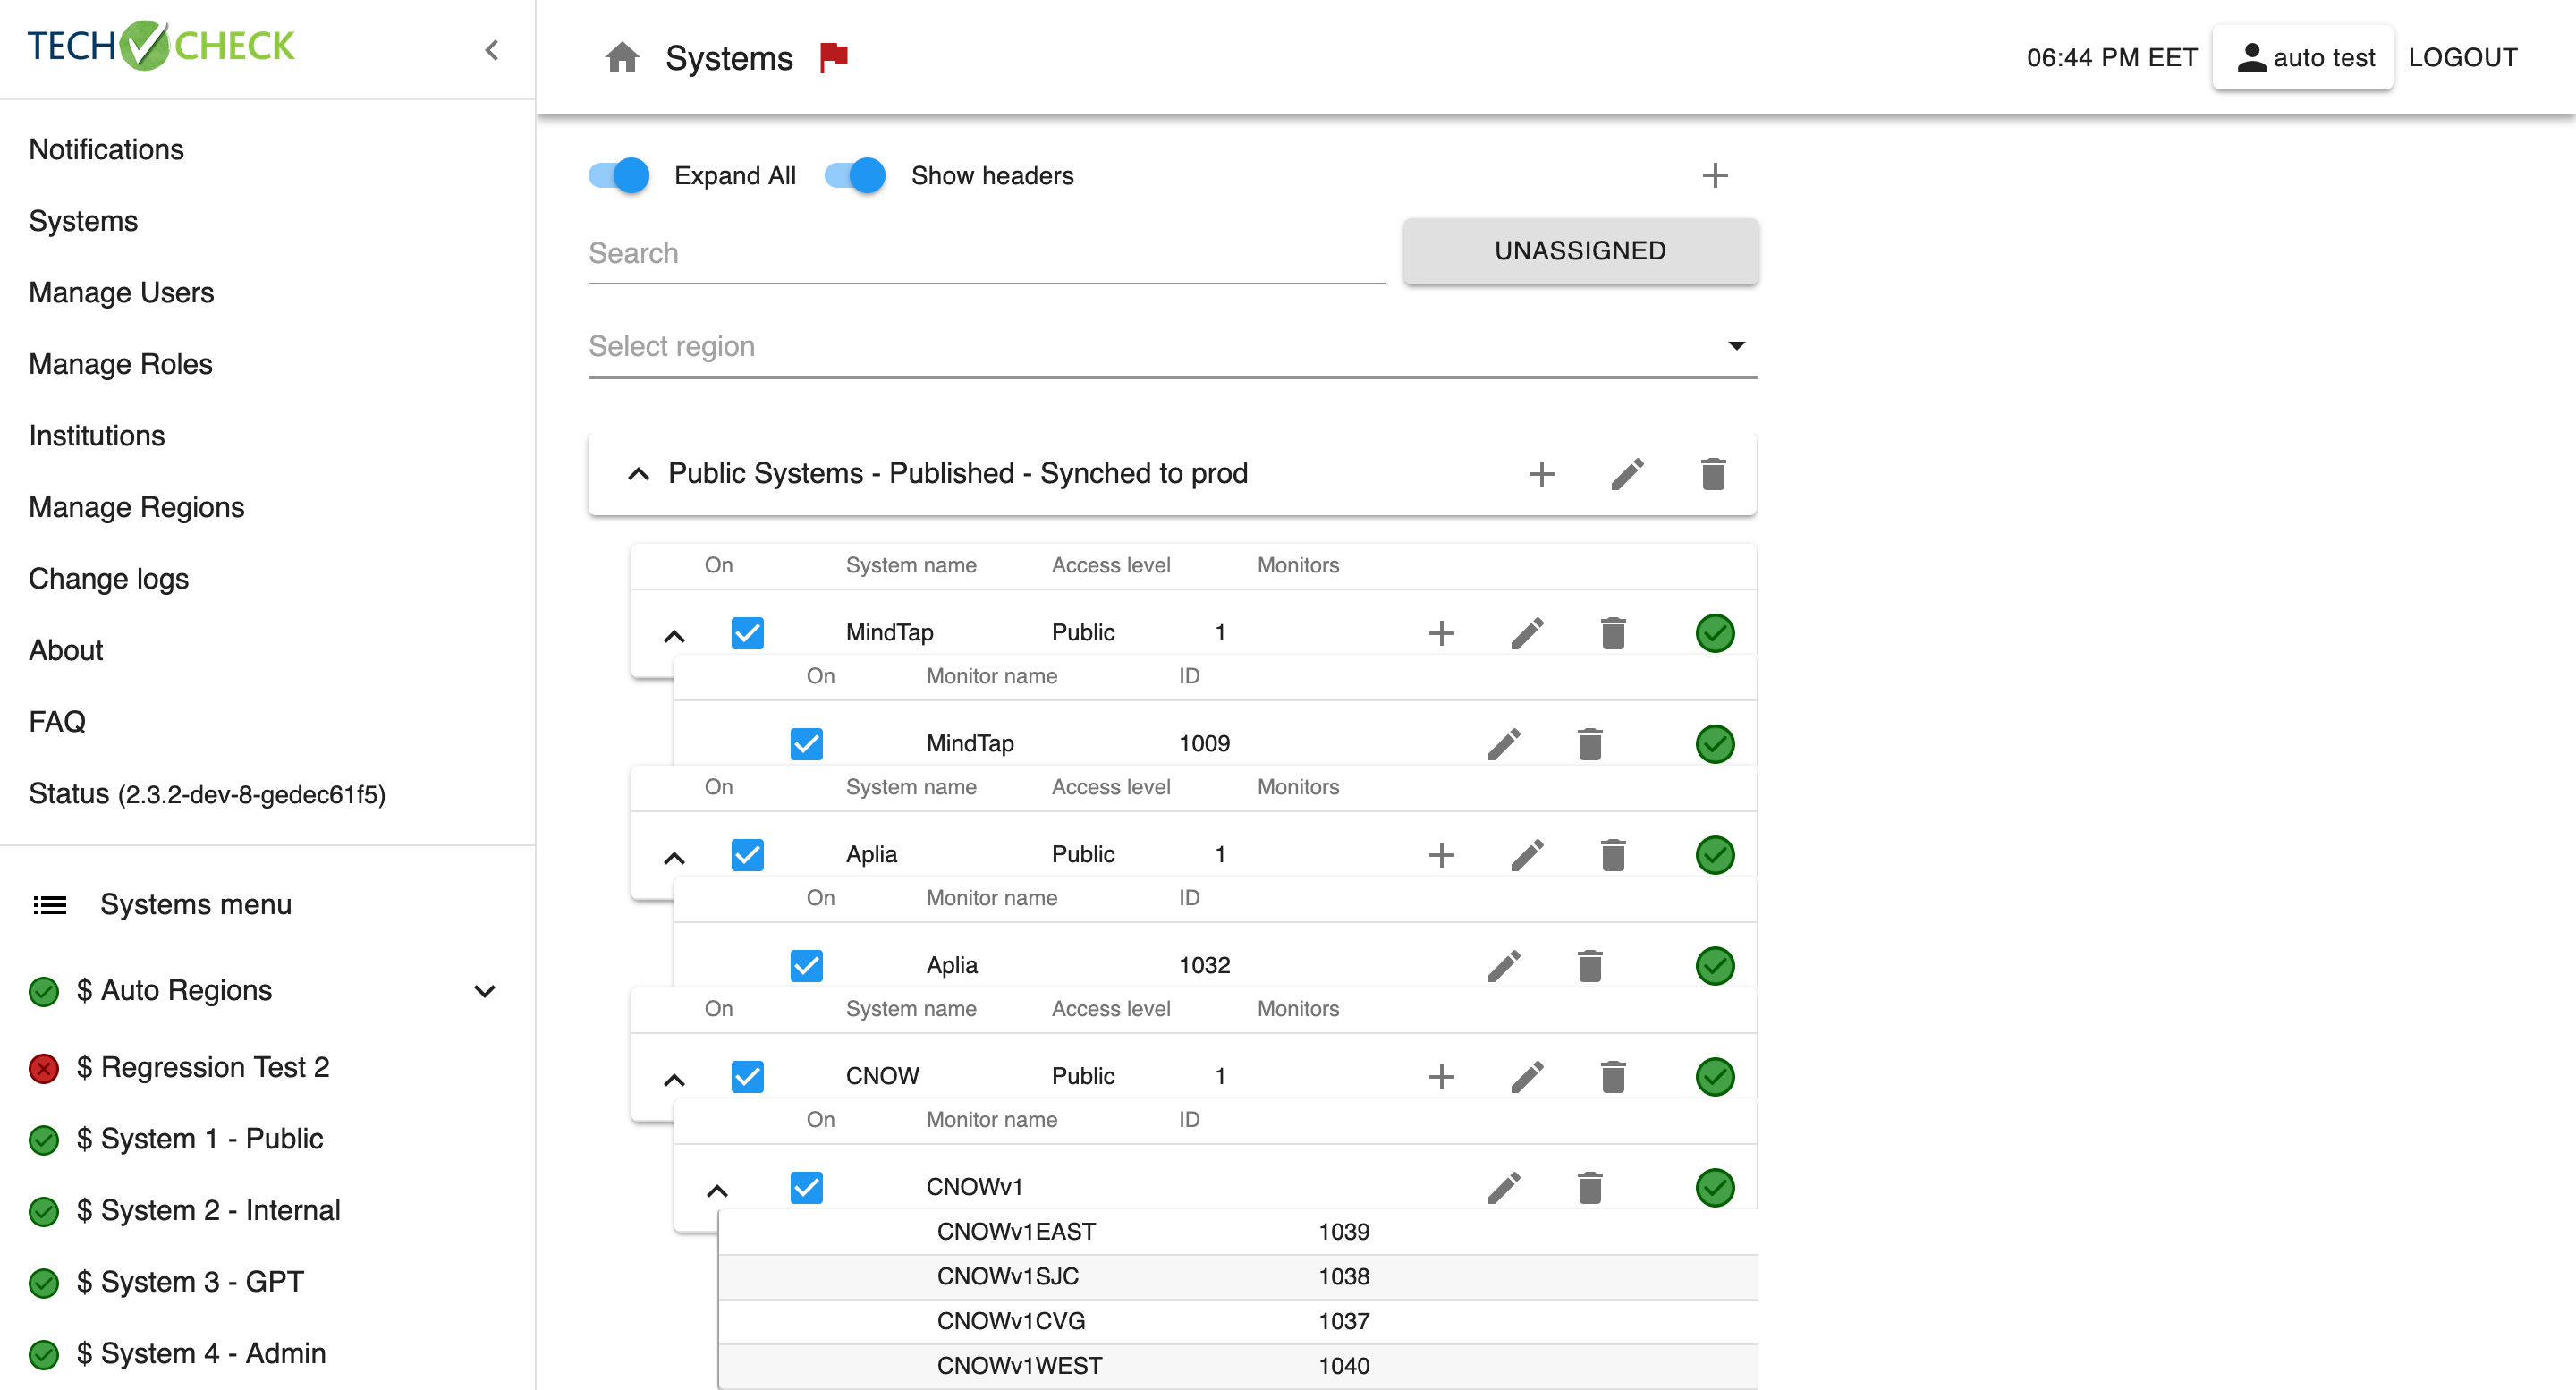 TECH CHECK
Notifications
Systems
Manage Users
Manage Roles
Institutions
Manage Regions
Change logs
About
FAQ
Status (2.3.2-dev-8-gedec61f5)
Systems menu
$ Auto Regions
$ Regression Test 2
$ System 1 - Public
$ System 2 - Internal
$ System 3 - GPT
$ System 4 - Admin
Systems
06:44 PM EET auto test LOGOUT
Expand All Show headers
Search UNASSIGNED
Select region
Public Systems - Published - Synched to prod
On System name Access level Monitors
MindTap Public 1
On Monitor name ID
MindTap 1009
On System name Access level Monitors
Aplia Public 1
On Monitor name ID
Aplia 1032
On System name Access level Monitors
CNOW Public 1
On Monitor name ID
CNOWv1
CNOWv1EAST 1039
CNOWv1SJC 1038
CNOWv1CVG 1037
CNOWv1WEST 1040